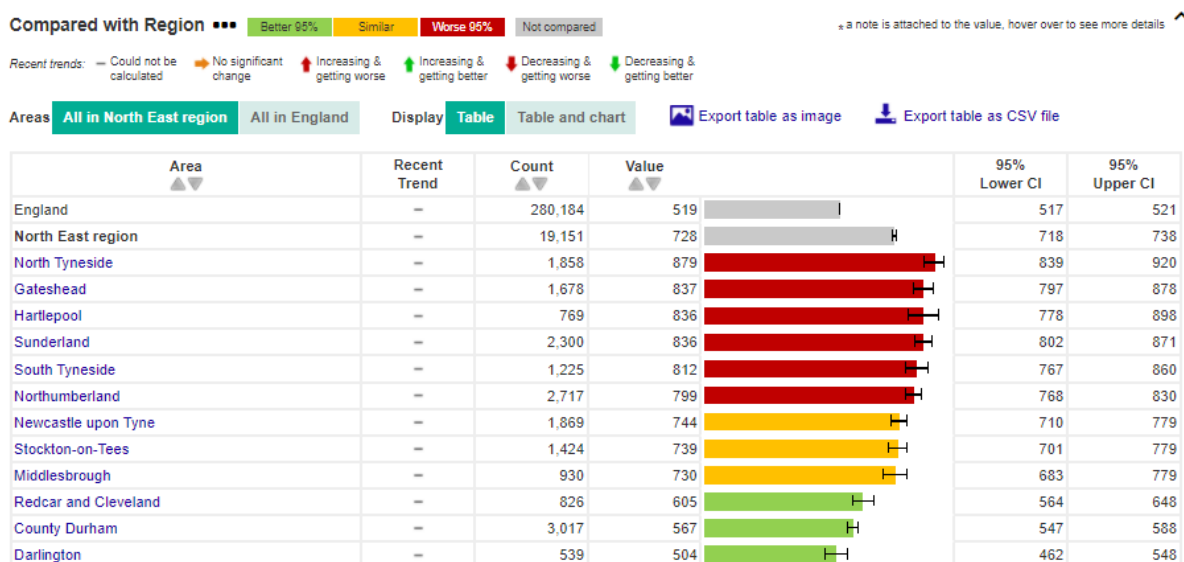 Compared with Region ••• Better 95% Similar Worse 95% Not compared * a note is attached to the value, hover over to see more details
Recent trends: – Could not be calculated No significant change Increasing & getting worse Increasing & getting better Decreasing & getting worse Decreasing & getting better
Areas All in North East region All in England Display Table Table and chart Export table as image Export table as CSV file
Area Recent Trend Count Value 95% Lower CI 95% Upper CI
England – 280,184 519 517 521
North East region – 19,151 728 718 738
North Tyneside – 1,858 879 839 920
Gateshead – 1,678 837 797 878
Hartlepool – 769 836 778 898
Sunderland – 2,300 836 802 871
South Tyneside – 1,225 812 767 860
Northumberland – 2,717 799 768 830
Newcastle upon Tyne – 1,869 744 710 779
Stockton-on-Tees – 1,424 739 701 779
Middlesbrough – 930 730 683 779
Redcar and Cleveland – 826 605 564 648
County Durham – 3,017 567 547 588
Darlington – 539 504 462 548